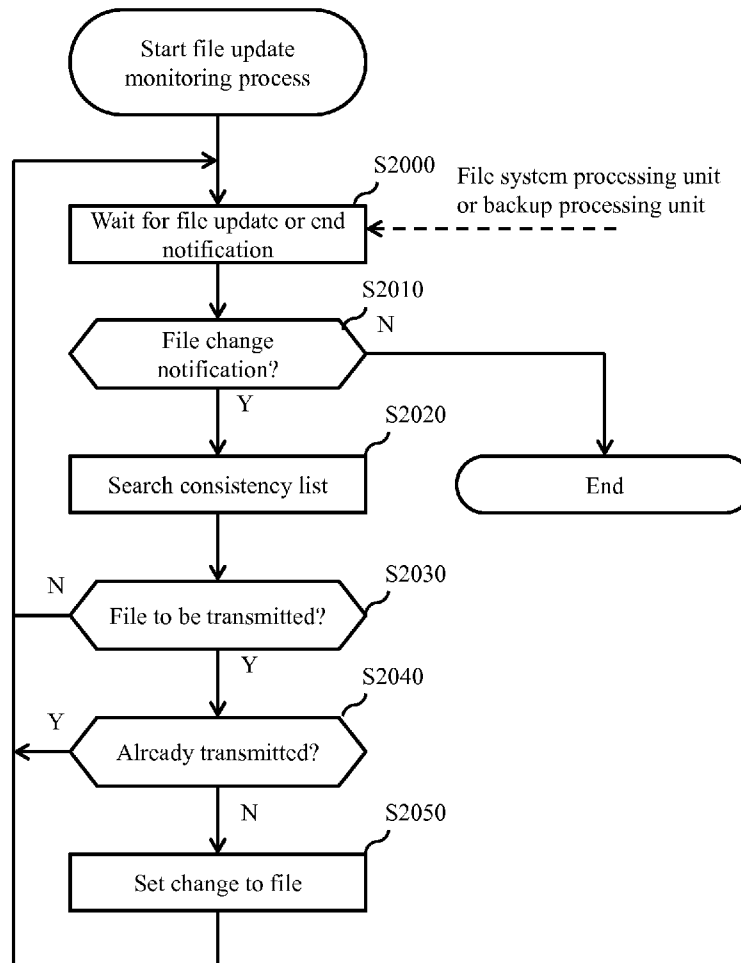 Start file update
monitoring process
S2000
File system processing unit
or backup processing unit
Wait for file update or end
notification
S2010
N
File change
notification?
Y
S2020
Search consistency list
End
S2030
N
File to be transmitted?
Y
S2040
Y
Already transmitted?
N
S2050
Set change to file